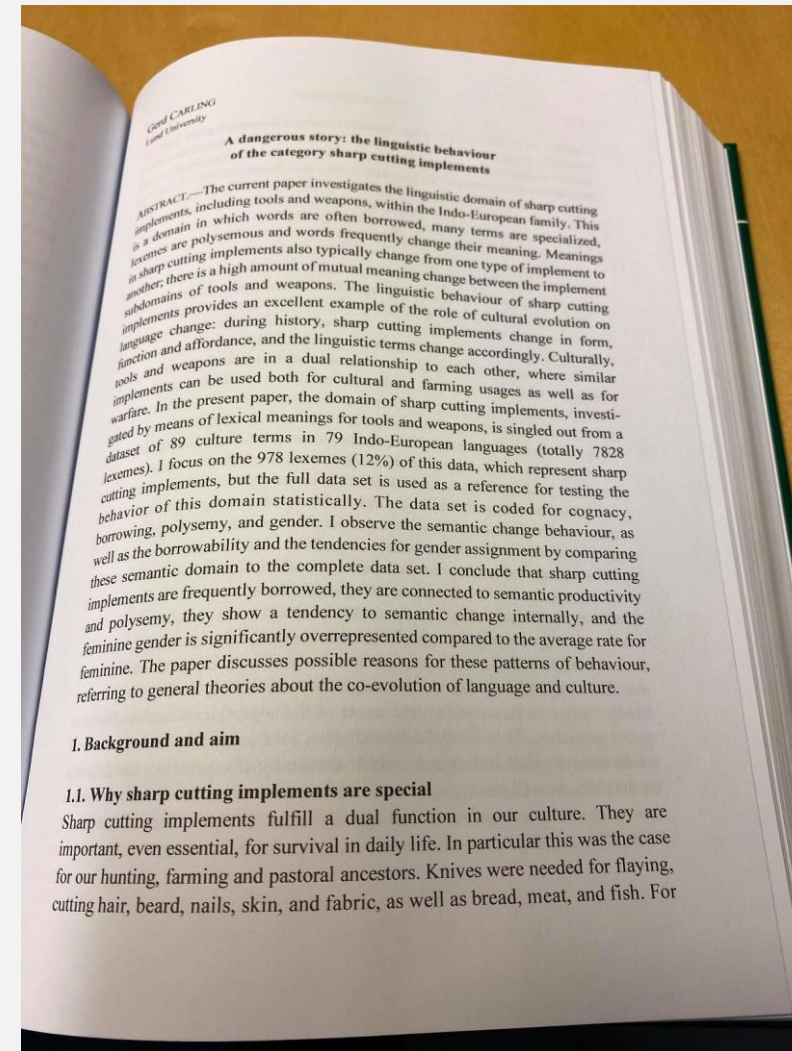 Gerd CARLING
Lund University
A dangerous story: the linguistic behaviour
of the category sharp cutting implements
ABSTRACT.—The current paper investigates the linguistic domain of sharp cutting
implements, including tools and weapons, within the Indo-European family. This
is a domain in which words are often borrowed, many terms are specialized,
lexemes are polysemous and words frequently change their meaning. Meanings
in sharp cutting implements also typically change from one type of implement to
another; there is a high amount of mutual meaning change between the implement
subdomains of tools and weapons. The linguistic behaviour of sharp cutting
implements provides an excellent example of the role of cultural evolution on
language change: during history, sharp cutting implements change in form,
function and affordance, and the linguistic terms change accordingly. Culturally,
tools and weapons are in a dual relationship to each other, where similar
implements can be used both for cultural and farming usages as well as for
warfare. In the present paper, the domain of sharp cutting implements, investi-
gated by means of lexical meanings for tools and weapons, is singled out from a
dataset of 89 culture terms in 79 Indo-European languages (totally 7828
lexemes). I focus on the 978 lexemes (12%) of this data, which represent sharp
cutting implements, but the full data set is used as a reference for testing the
behavior of this domain statistically. The data set is coded for cognacy,
borrowing, polysemy, and gender. I observe the semantic change behaviour, as
well as the borrowability and the tendencies for gender assignment by comparing
these semantic domain to the complete data set. I conclude that sharp cutting
implements are frequently borrowed, they are connected to semantic productivity
and polysemy, they show a tendency to semantic change internally, and the
feminine gender is significantly overrepresented compared to the average rate for
feminine. The paper discusses possible reasons for these patterns of behaviour,
referring to general theories about the co-evolution of language and culture.
1. Background and aim
1.1. Why sharp cutting implements are special
Sharp cutting implements fulfill a dual function in our culture. They are
important, even essential, for survival in daily life. In particular this was the case
for our hunting, farming and pastoral ancestors. Knives were needed for flaying,
cutting hair, beard, nails, skin, and fabric, as well as bread, meat, and fish. For